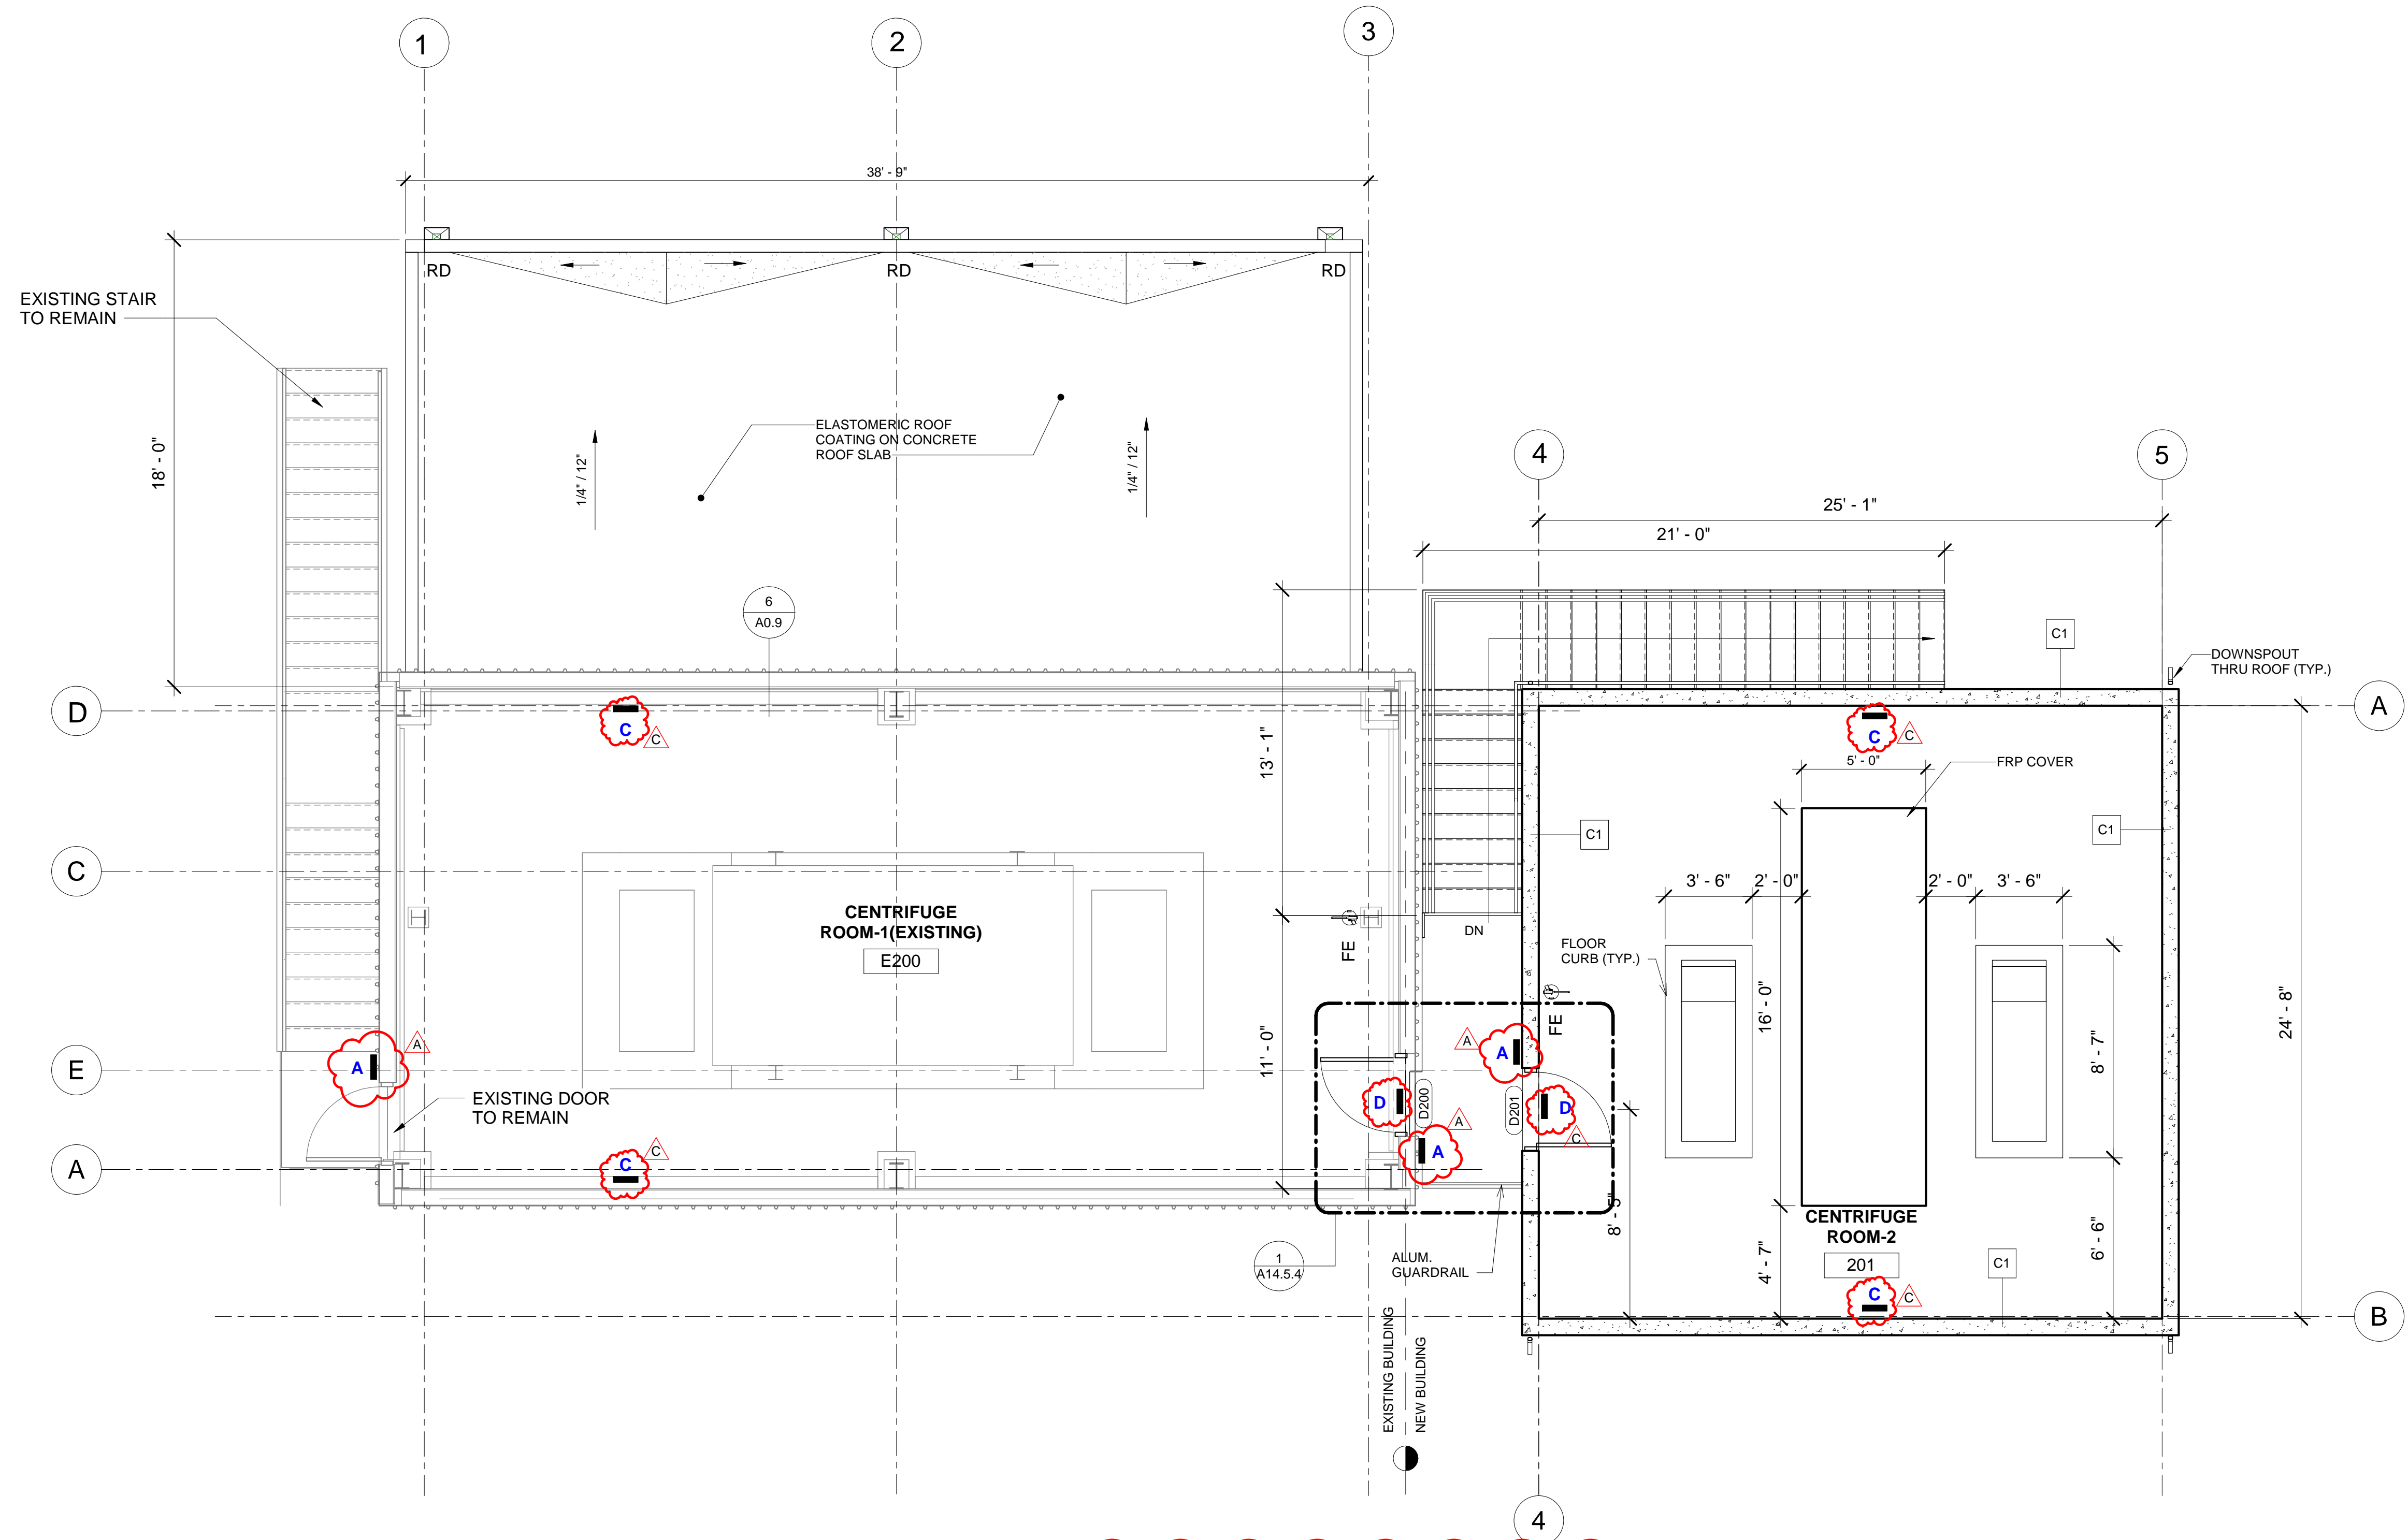 1
2
3
38' - 9"
RD
RD
RD
EXISTING STAIR
TO REMAIN
18' - 0"
ELASTOMERIC ROOF
COATING ON CONCRETE
ROOF SLAB
1/4" / 12"
1/4" / 12"
4
5
25' - 1"
21' - 0"
6
A0.9
C1
DOWNSPOUT
THRU ROOF (TYP.)
D
A
C
C
C
C
13' - 1"
5' - 0"
FRP COVER
C1
C1
C
3' - 6"
2' - 0"
2' - 0"
3' - 6"
CENTRIFUGE
ROOM-1(EXISTING)
E200
FE
DN
FLOOR
CURB (TYP.)
16' - 0"
24' - 8"
FE
8' - 7"
11' - 0"
E
A
A
A
A
EXISTING DOOR
TO REMAIN
D
D200
D201
D
C
A
A
A
C
C
8' - 5"
CENTRIFUGE
ROOM-2
201
4' - 7"
6' - 6"
C1
1
A14.5.4
ALUM.
GUARDRAIL
C
C
B
EXISTING BUILDING
NEW BUILDING
4